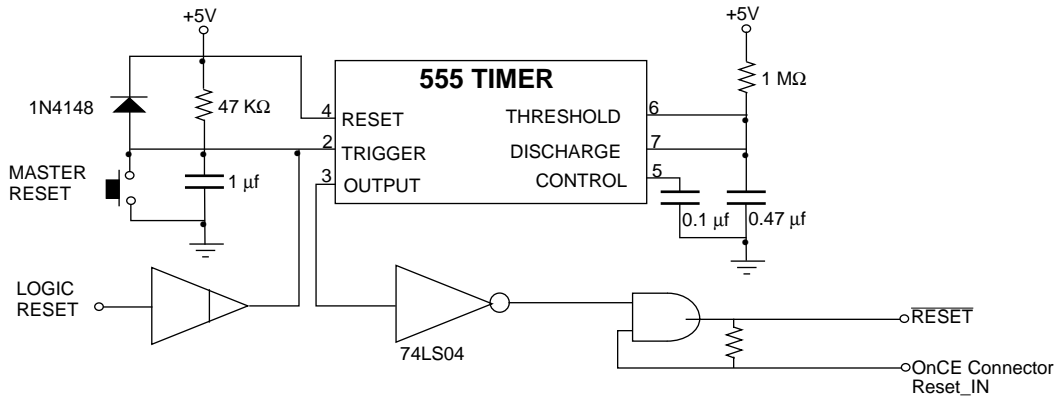 +5V
+5V
555 TIMER
1 MΩ
1N4148
47 KΩ
4
RESET
THRESHOLD
6
2
TRIGGER
DISCHARGE
7
MASTER
RESET
1 µf
3
OUTPUT
CONTROL
5
0.1 µf
0.47 µf
LOGIC
RESET
74LS04
RESET
OnCE Connector
Reset_IN